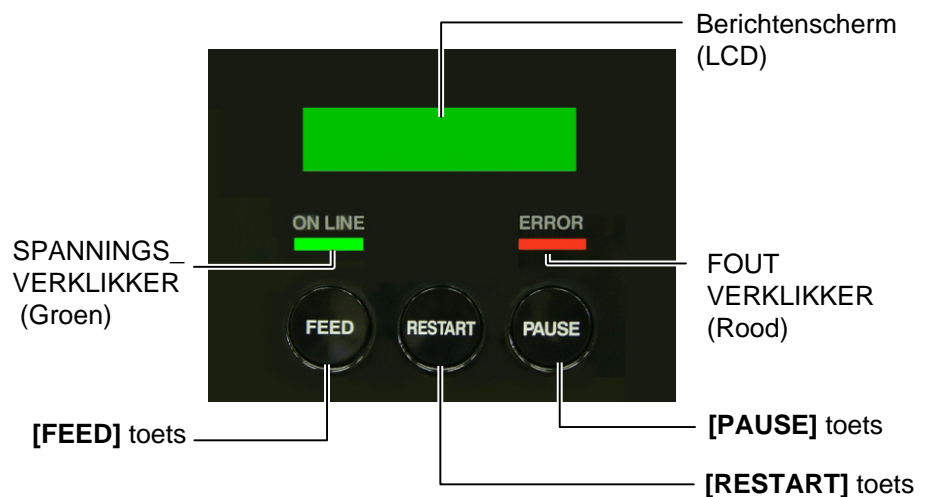 Berichtenscherm
(LCD)
ON LINE
ERROR
SPANNINGS_
VERKLIKKER
(Groen)
FOUT
VERKLIKKER
(Rood)
FEED
RESTART
PAUSE
[FEED] toets
[PAUSE] toets
[RESTART] toets